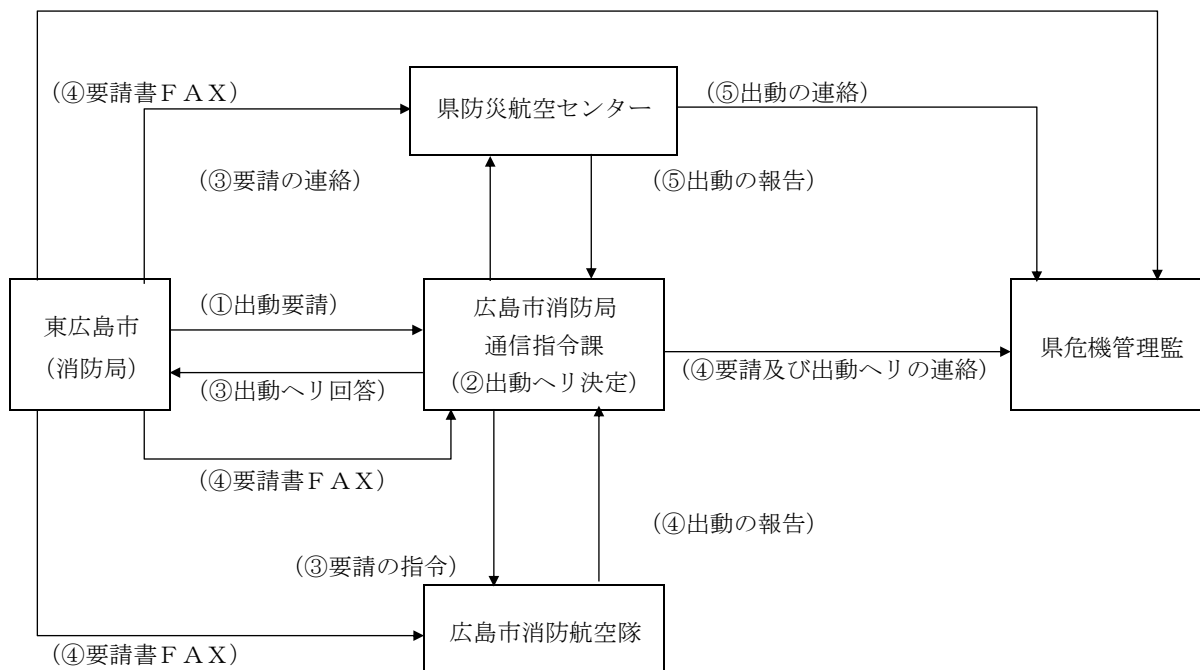 （④要請書ＦＡＸ）
県防災航空センター
（⑤出動の連絡）
（③要請の連絡）
（⑤出動の報告）
東広島市
（消防局）
（①出動要請）
（③出動ヘリ回答）
広島市消防局
通信指令課
（②出動ヘリ決定）
（④要請及び出動ヘリの連絡）
県危機管理監
（④要請書ＦＡＸ）
（④出動の報告）
（③要請の指令）
（④要請書ＦＡＸ）
広島市消防航空隊